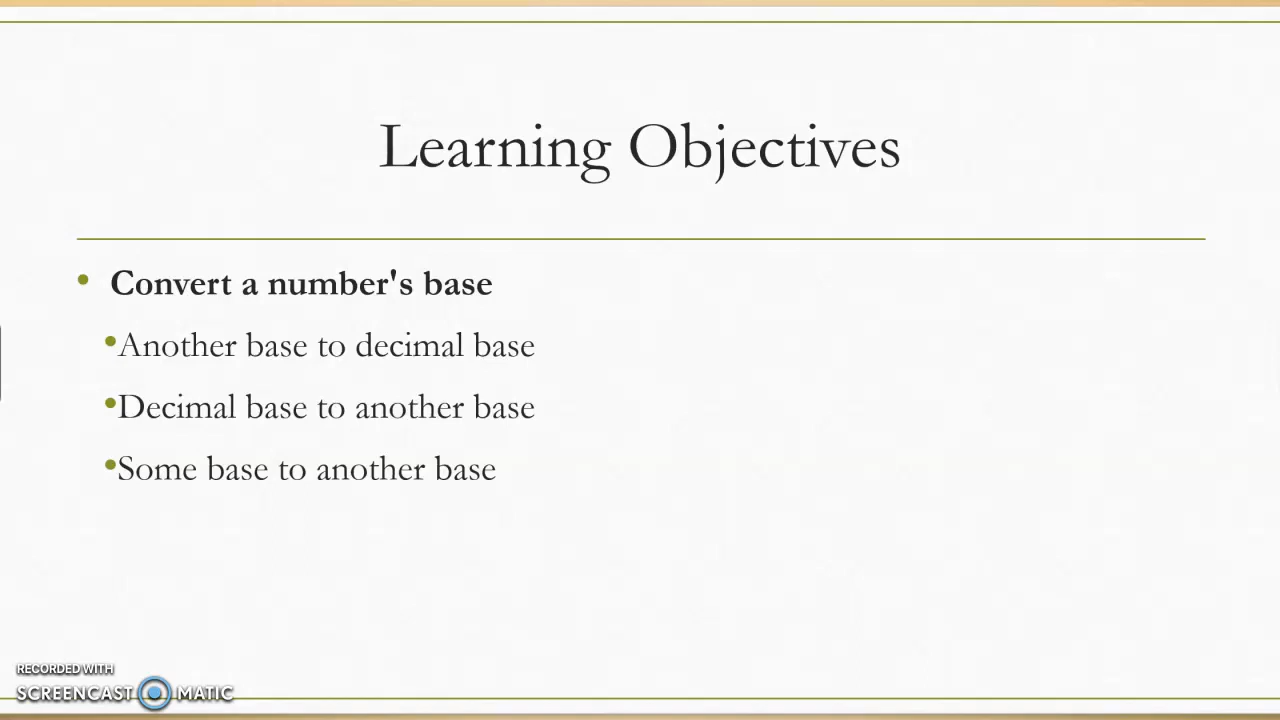 Learning Objectives
• Convert a number's base
•Another base to decimal base
•Decimal base to another base
•Some base to another base
RECORDED WITH
SCREENCAST MATIC